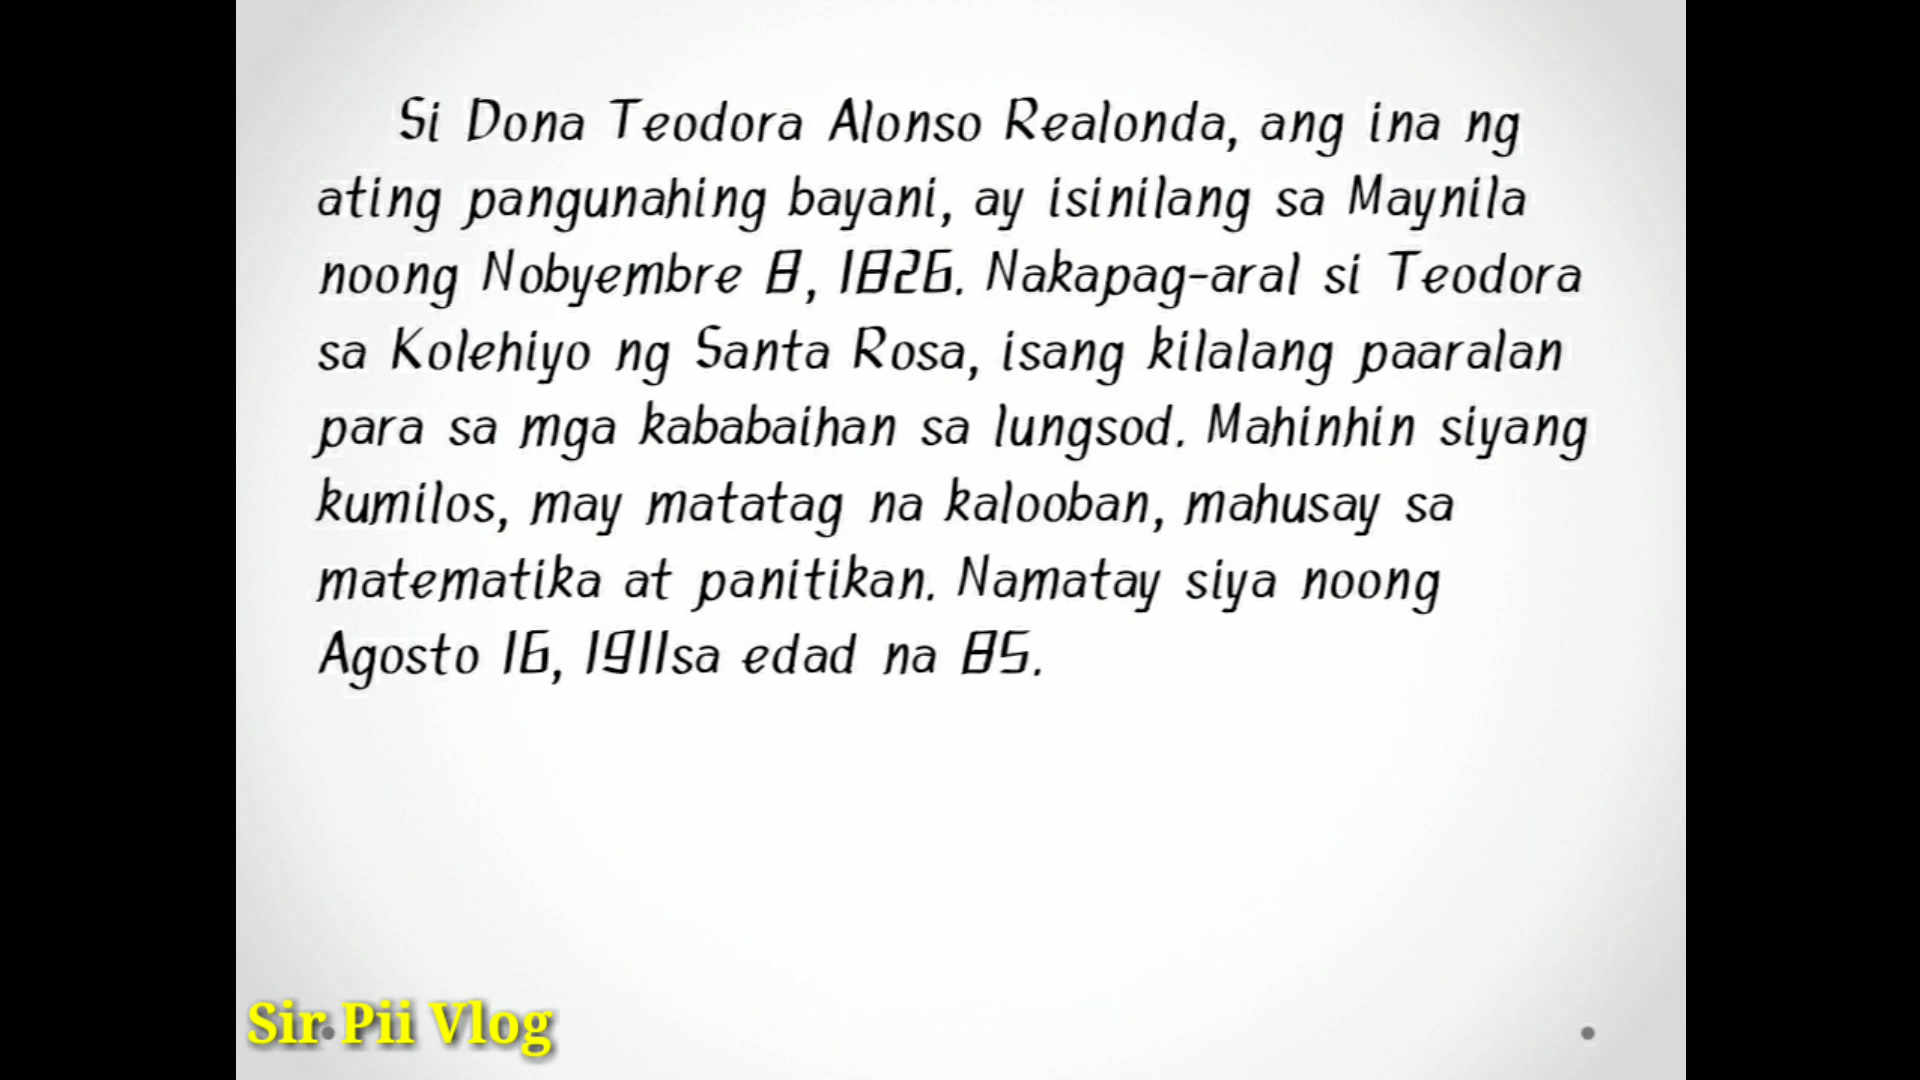 Si Dona Teodora Alonso Realonda, ang ina ng
ating pangunahing bayani, ay isinilang sa Maynila
noong Nobyembre 8, 1826. Nakapag-aral si Teodora
sa Kolehiyo ng Santa Rosa, isang kilalang paaralan
para sa mga kababaihan sa lungsod. Mahinhin siyang
kumilos, may matatag na kalooban, mahusay sa
matematika at panitikan. Namatay siya noong
Agosto 16, 1911sa edad na 85.
Sir Pii Vlog